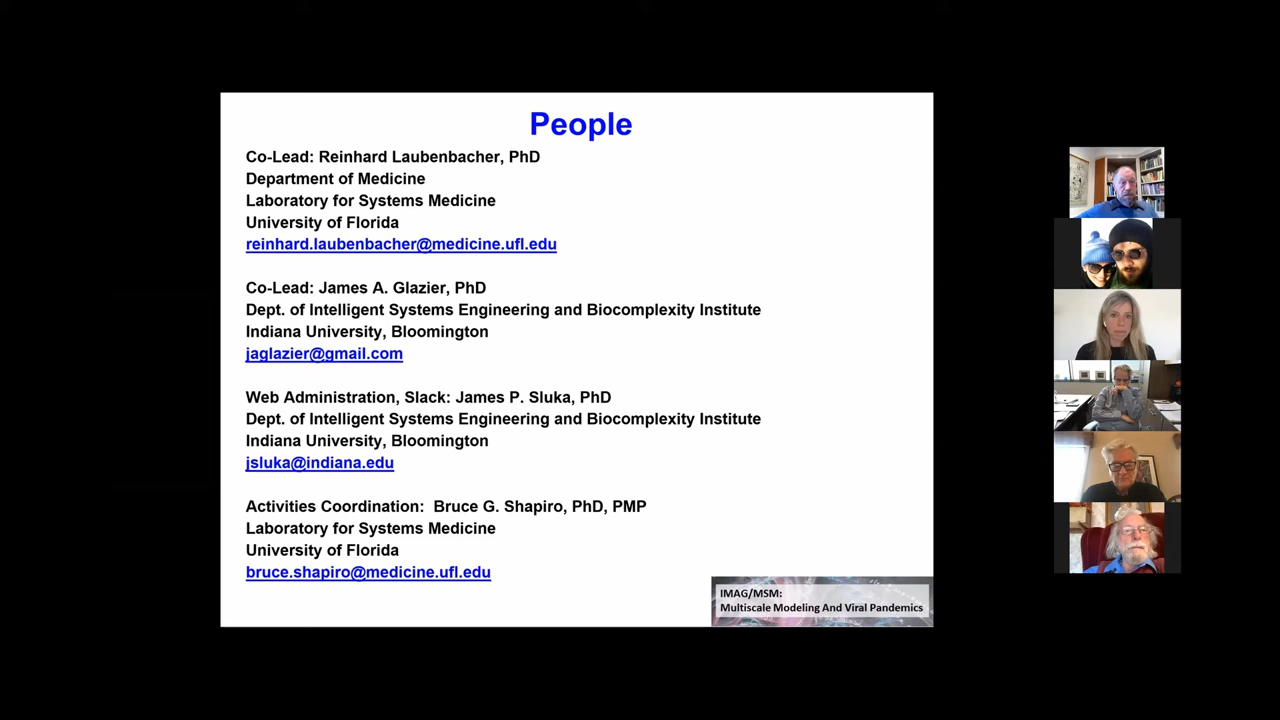 People
Co-Lead: Reinhard Laubenbacher, PhD
Department of Medicine
Laboratory for Systems Medicine
University of Florida
reinhard.laubenbacher@medicine.ufl.edu
Co-Lead: James A. Glazier, PhD
Dept. of Intelligent Systems Engineering and Biocomplexity Institute
Indiana University, Bloomington
jaglazier@gmail.com
Web Administration, Slack: James P. Sluka, PhD
Dept. of Intelligent Systems Engineering and Biocomplexity Institute
Indiana University, Bloomington
jsluka@indiana.edu
Activities Coordination:  Bruce G. Shapiro, PhD, PMP
Laboratory for Systems Medicine
University of Florida
bruce.shapiro@medicine.ufl.edu
IMAG/MSM:
Multiscale Modeling And Viral Pandemics